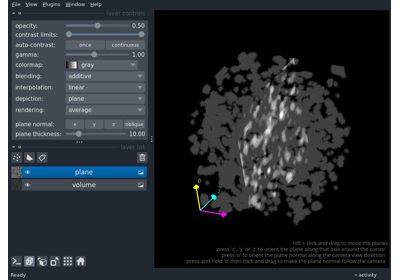 File View Plugins Window Help
layer controls
opacity: 0.50
contrast limits:
auto-contrast: once continuous
gamma: 1.00
colormap: gray
blending: additive
interpolation: linear
depiction: plane
rendering: average
plane normal: x y z oblique
plane thickness: 10.00
layer list
plane
volume
0
hift + click and drag to move the planes
press 'x', 'y' or 'z' to orient the plane along that axis around the cursor
press 'o' to orient the plane normal along the camera view direction
press and hold 'o' then click and drag to make the plane normal follow the camera
Ready
activity